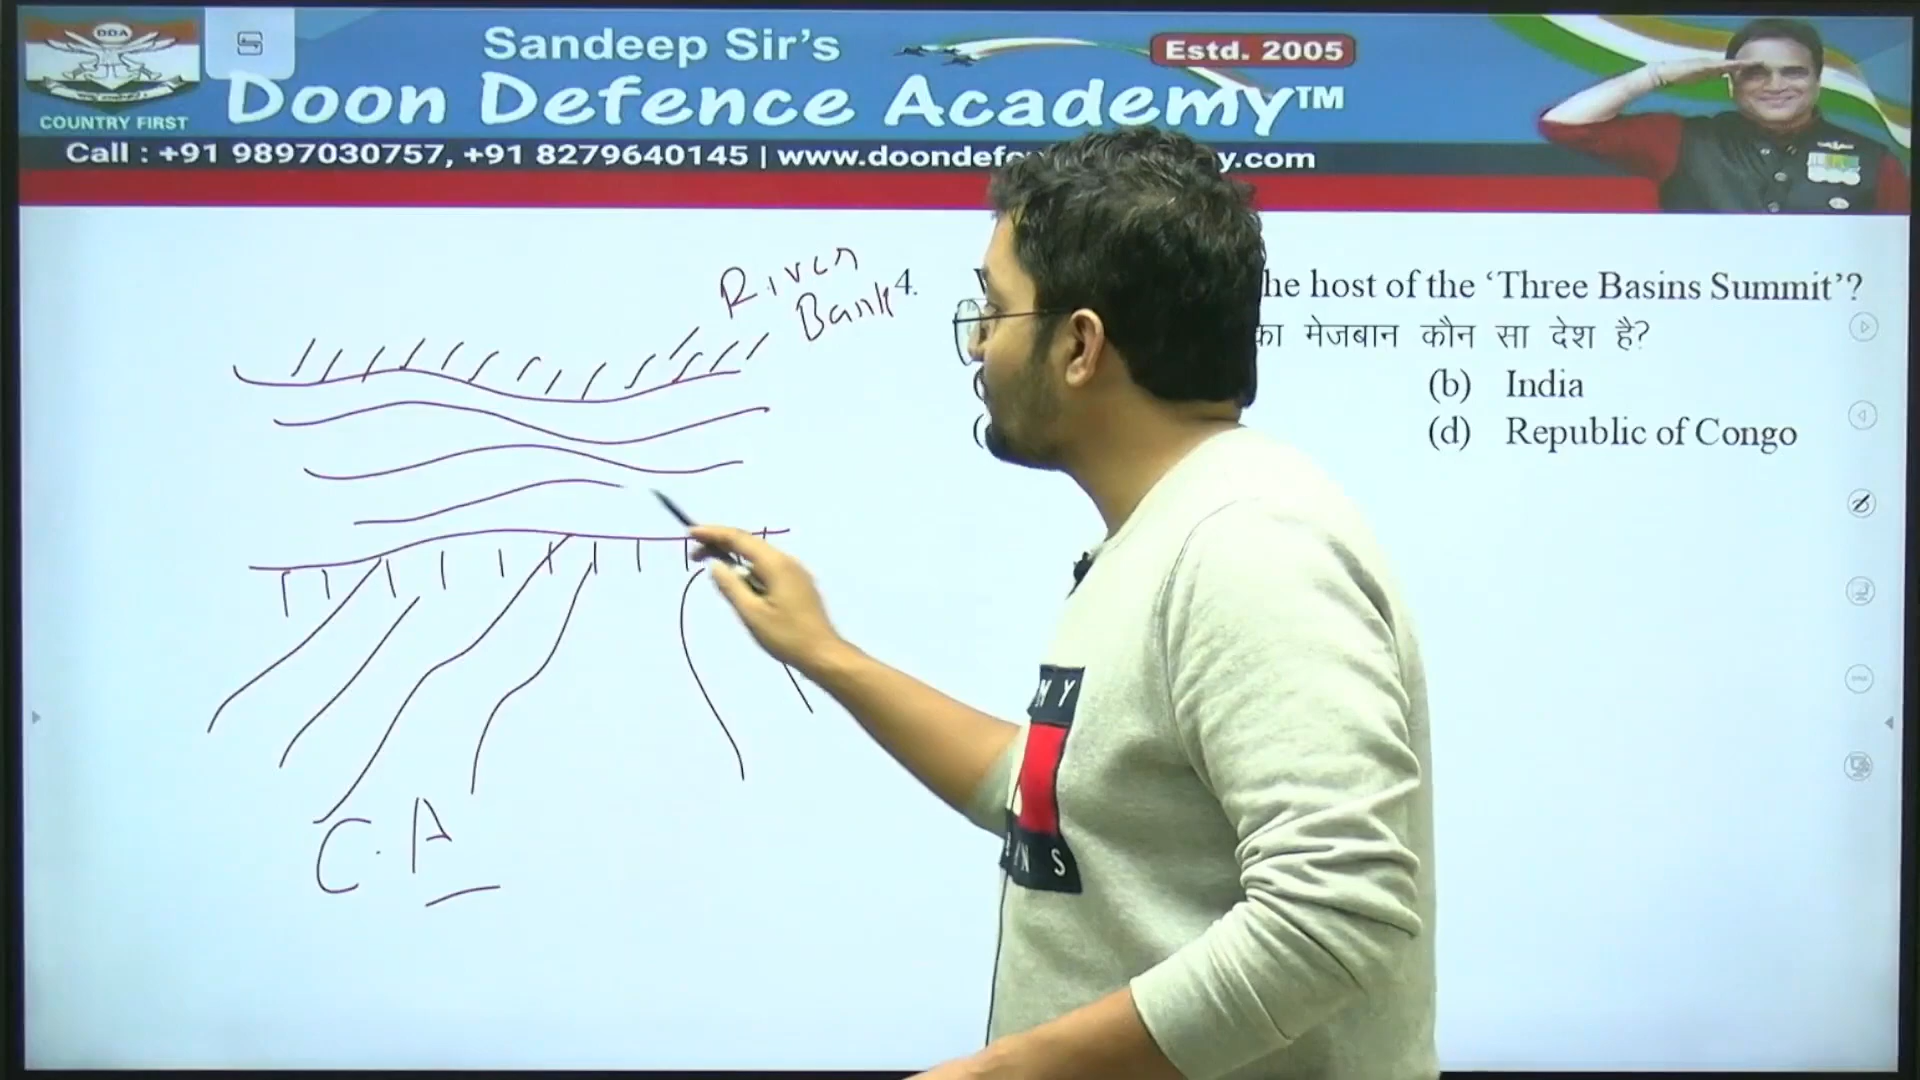 DDA
COUNTRY FIRST
Sandeep Sir's
Estd. 2005
Doon Defence Academy™
Call : +91 9897030757, +91 8279640145 | www.doondef y.com
River
Bank
4. he host of the 'Three Basins Summit'?
का मेजबान कौन सा देश है?
(b) India
(d) Republic of Congo
C. A
M Y
N S